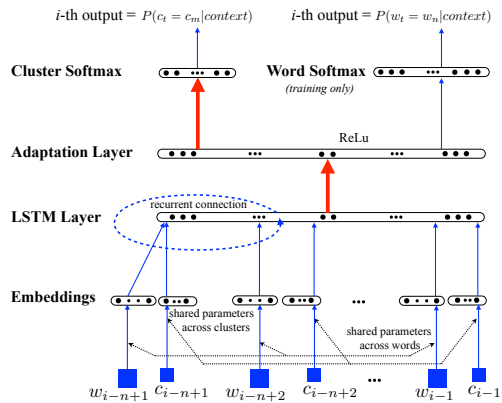 i-th output = P(c_t = c_m|context)
i-th output = P(w_t = w_n|context)
Cluster Softmax
Word Softmax
(training only)
ReLu
Adaptation Layer
recurrent connection
LSTM Layer
Embeddings
shared parameters
across clusters
shared parameters
across words
w_{i-n+1} c_{i-n+1} w_{i-n+2} c_{i-n+2} ... w_{i-1} c_{i-1}